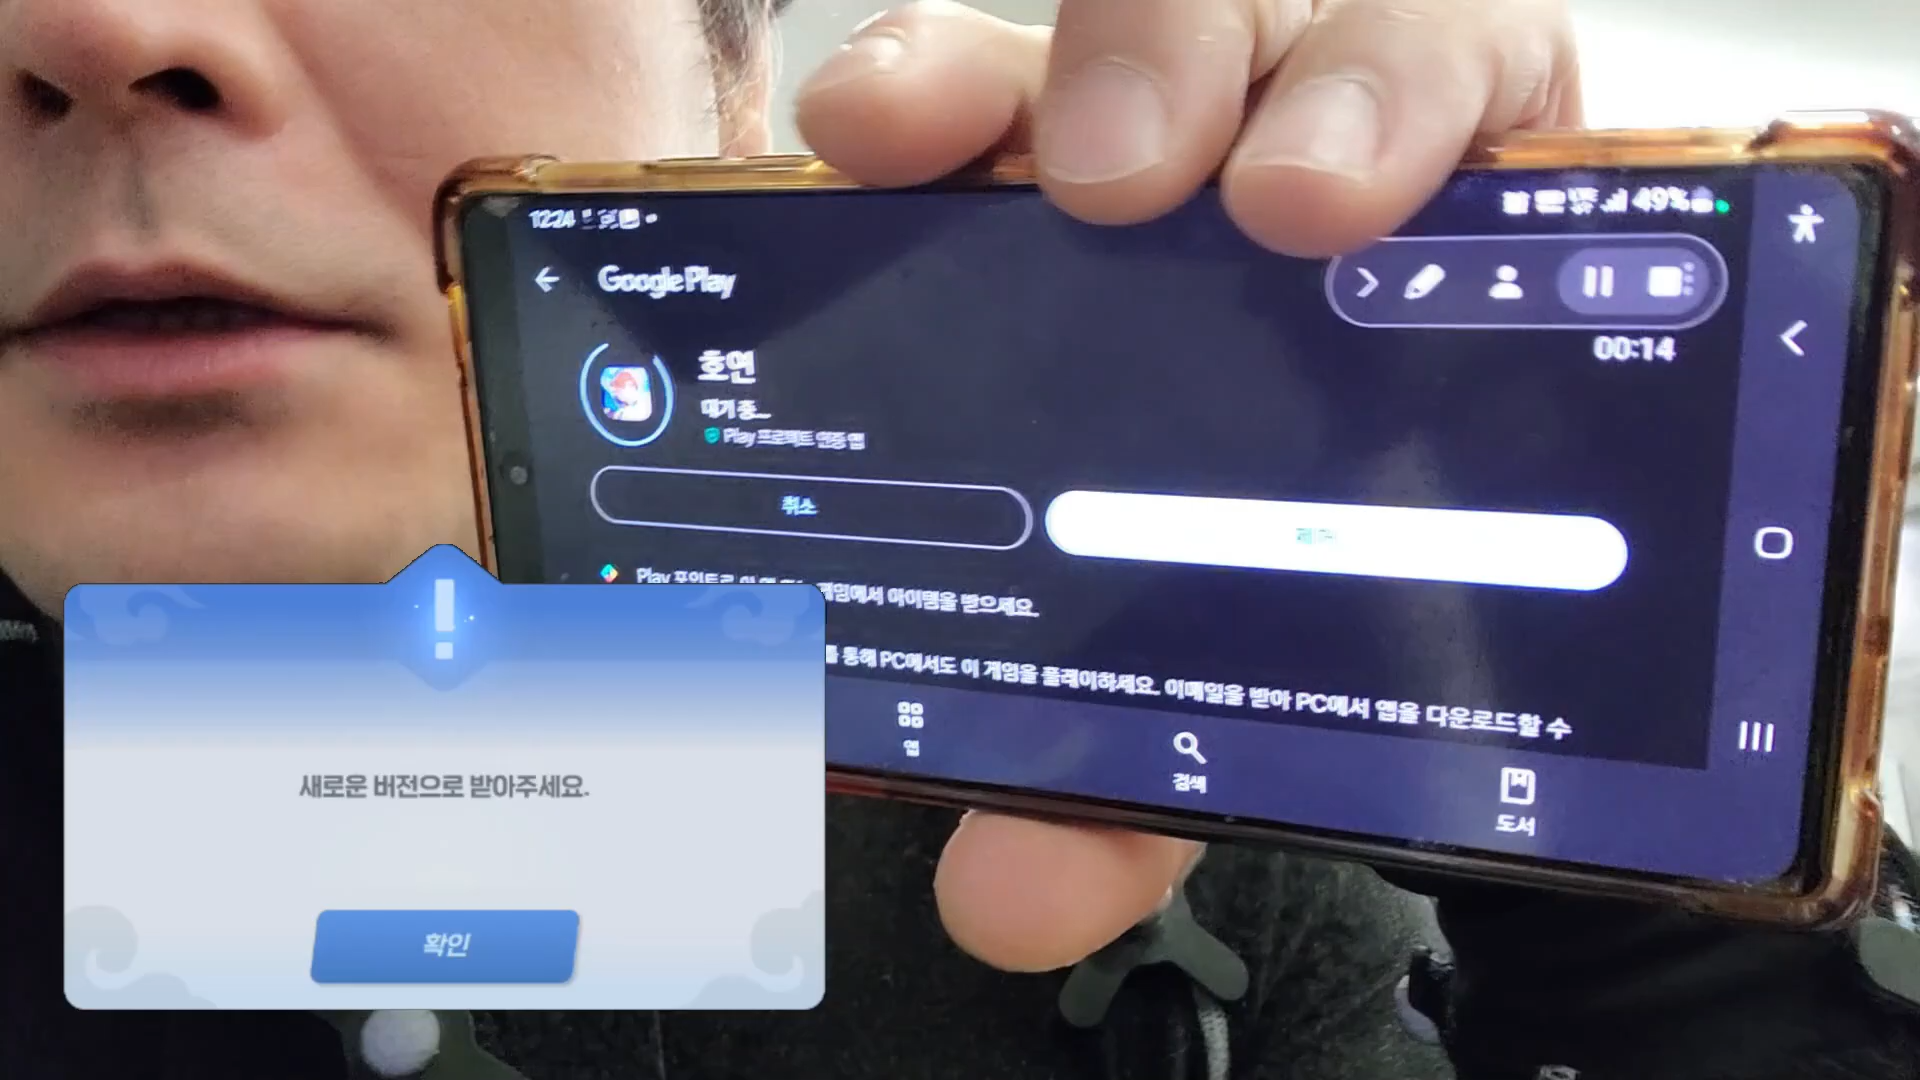 12:24
49%
Google Play
00:14
호연
대기 중...
Play 프로텍트 인증 앱
취소
게임에서 아이템을 받으세요.
를 통해 PC에서도 이 게임을 플레이하세요. 이메일을 받아 PC에서 앱을 다운로드할 수
앱
검색
도서
새로운 버전으로 받아주세요.
확인